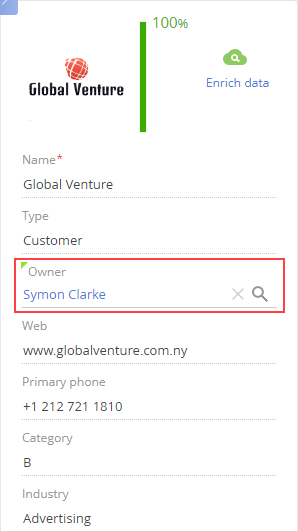 100%
Global Venture
Enrich data
Name*
Global Venture
Type
Customer
Owner
Symon Clarke
Web
www.globalventure.com.ny
Primary phone
+1 212 721 1810
Category
B
Industry
Advertising